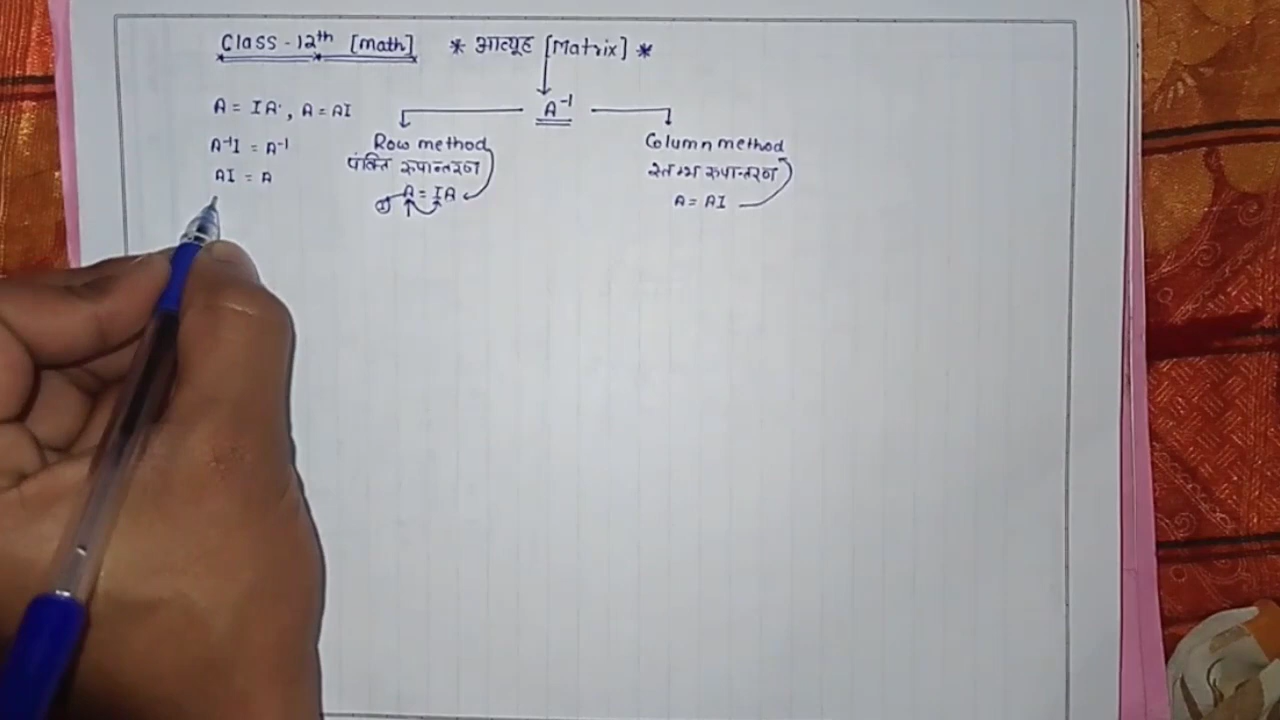 Class - 12th [math] * आव्यूह [Matrix] *
A = IA, A = AI
A⁻¹
A⁻¹I = A⁻¹
Row method
Column method
पंक्ति रूपान्तरण
स्तम्भ रूपान्तरण
AI = A
A = IA
A = AI